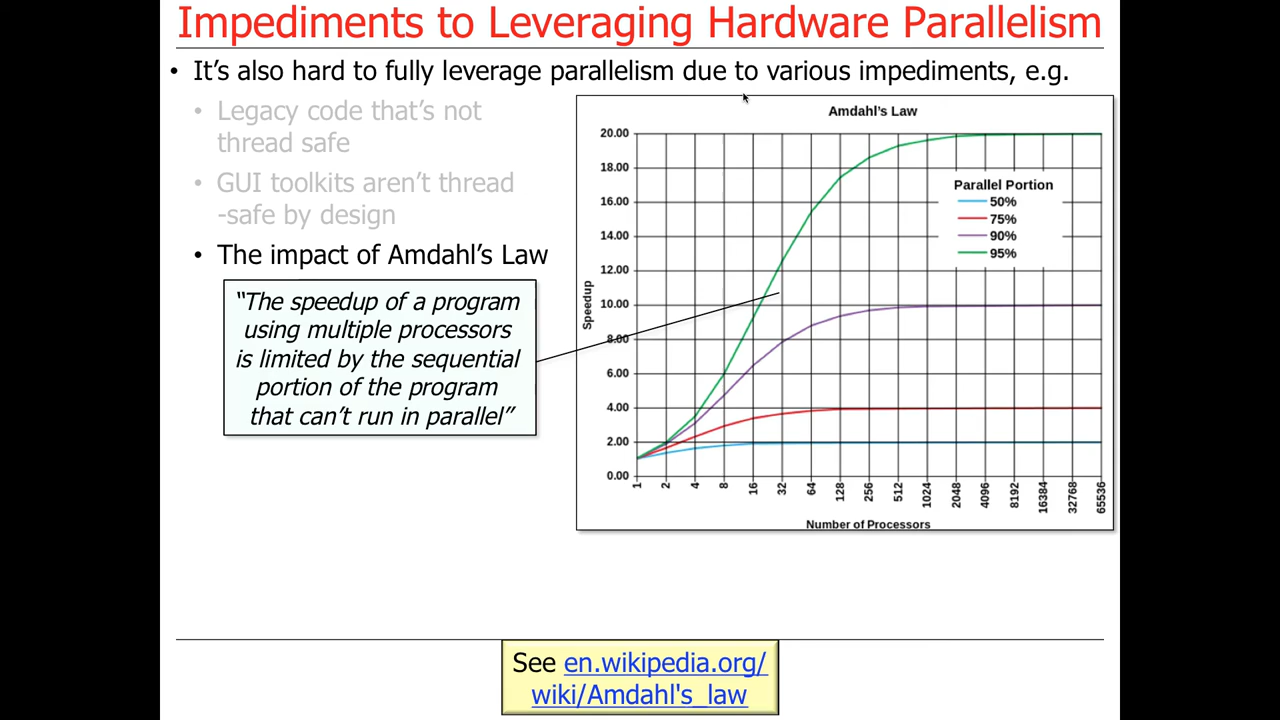 Impediments to Leveraging Hardware Parallelism
• It’s also hard to fully leverage parallelism due to various impediments, e.g.
• Legacy code that’s not
thread safe
• GUI toolkits aren’t thread
-safe by design
• The impact of Amdahl’s Law
“The speedup of a program
using multiple processors
is limited by the sequential
portion of the program
that can’t run in parallel”
Amdahl’s Law
20.00
18.00
16.00
14.00
12.00
10.00
8.00
6.00
4.00
2.00
0.00
Speedup
Parallel Portion
50%
75%
90%
95%
1
2
4
8
16
32
64
128
256
512
1024
2048
4096
8192
16384
32768
65536
Number of Processors
See en.wikipedia.org/
wiki/Amdahl's_law